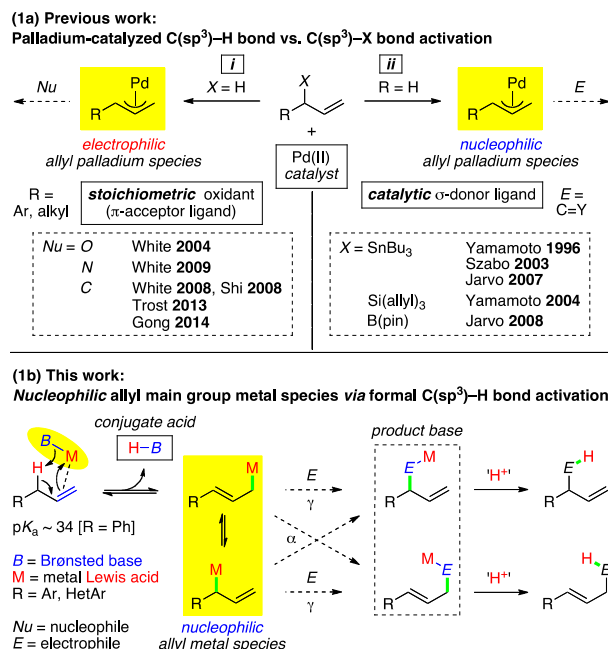 (1a) Previous work:
Palladium-catalyzed C(sp³)–H bond vs. C(sp³)–X bond activation
Nu
i
X = H
X
R
ii
R = H
E
Pd
R
Pd
R
electrophilic
allyl palladium species
+
Pd(II)
catalyst
nucleophilic
allyl palladium species
R =
Ar, alkyl
stoichiometric oxidant
(π-acceptor ligand)
catalytic σ-donor ligand
E =
C=Y
Nu = O White 2004
N White 2009
C White 2008, Shi 2008
Trost 2013
Gong 2014
X = SnBu₃ Yamamoto 1996
Szabo 2003
Jarvo 2007
Si(allyl)₃ Yamamoto 2004
B(pin) Jarvo 2008
(1b) This work:
Nucleophilic allyl main group metal species via formal C(sp³)–H bond activation
conjugate acid
H–B
product base
B
M
H
R
M
R
E
γ
α
M
E
R
'H⁺'
H
E
R
pKₐ ~ 34 [R = Ph]
B = Brønsted base
M = metal Lewis acid
R = Ar, HetAr
Nu = nucleophile
E = electrophile
M
R
nucleophilic
allyl metal species
E
γ
M
E
R
'H⁺'
H
E
R